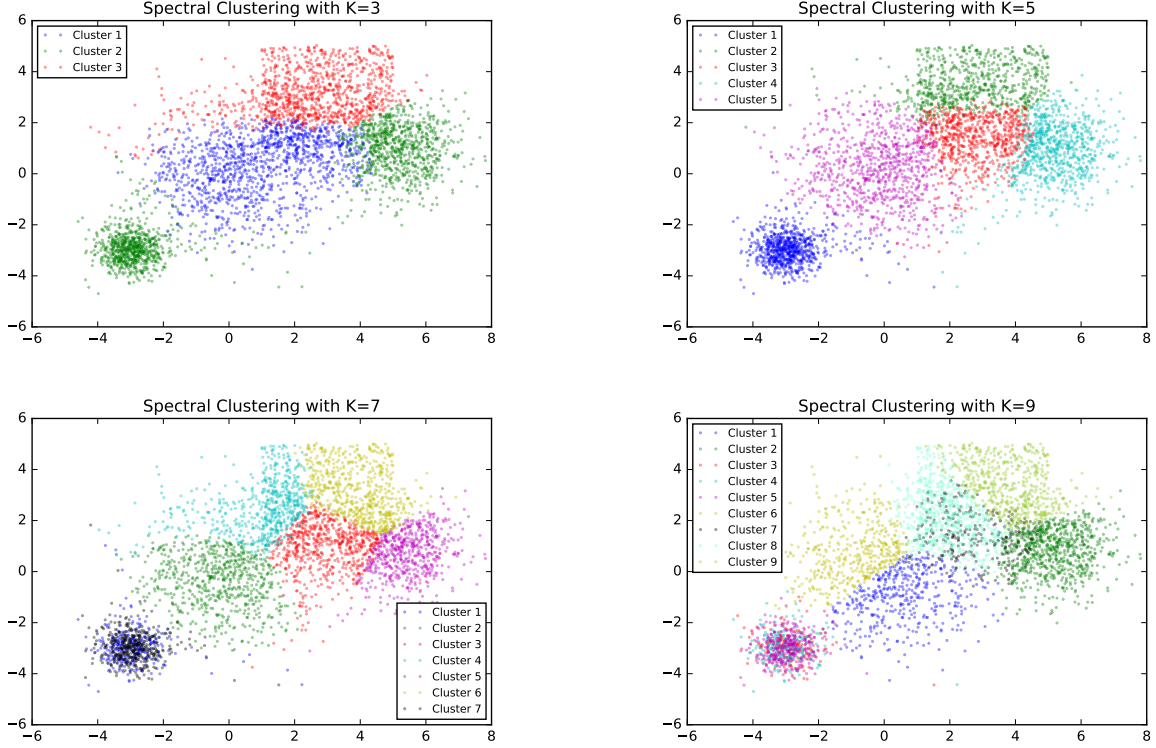 Spectral Clustering with K=3
6
4
2
0
−2
−4
−6
−6 −4 −2 0 2 4 6 8
Cluster 1
Cluster 2
Cluster 3
Spectral Clustering with K=5
6
4
2
0
−2
−4
−6
−6 −4 −2 0 2 4 6 8
Cluster 1
Cluster 2
Cluster 3
Cluster 4
Cluster 5
Spectral Clustering with K=7
6
4
2
0
−2
−4
−6
−6 −4 −2 0 2 4 6 8
Cluster 1
Cluster 2
Cluster 3
Cluster 4
Cluster 5
Cluster 6
Cluster 7
Spectral Clustering with K=9
6
4
2
0
−2
−4
−6
−6 −4 −2 0 2 4 6 8
Cluster 1
Cluster 2
Cluster 3
Cluster 4
Cluster 5
Cluster 6
Cluster 7
Cluster 8
Cluster 9